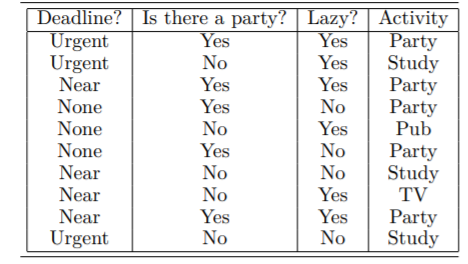 Deadline? Is there a party? Lazy? Activity
Urgent Yes Yes Party
Urgent No Yes Study
Near Yes Yes Party
None Yes No Party
None No Yes Pub
None Yes No Party
Near No No Study
Near No Yes TV
Near Yes Yes Party
Urgent No No Study